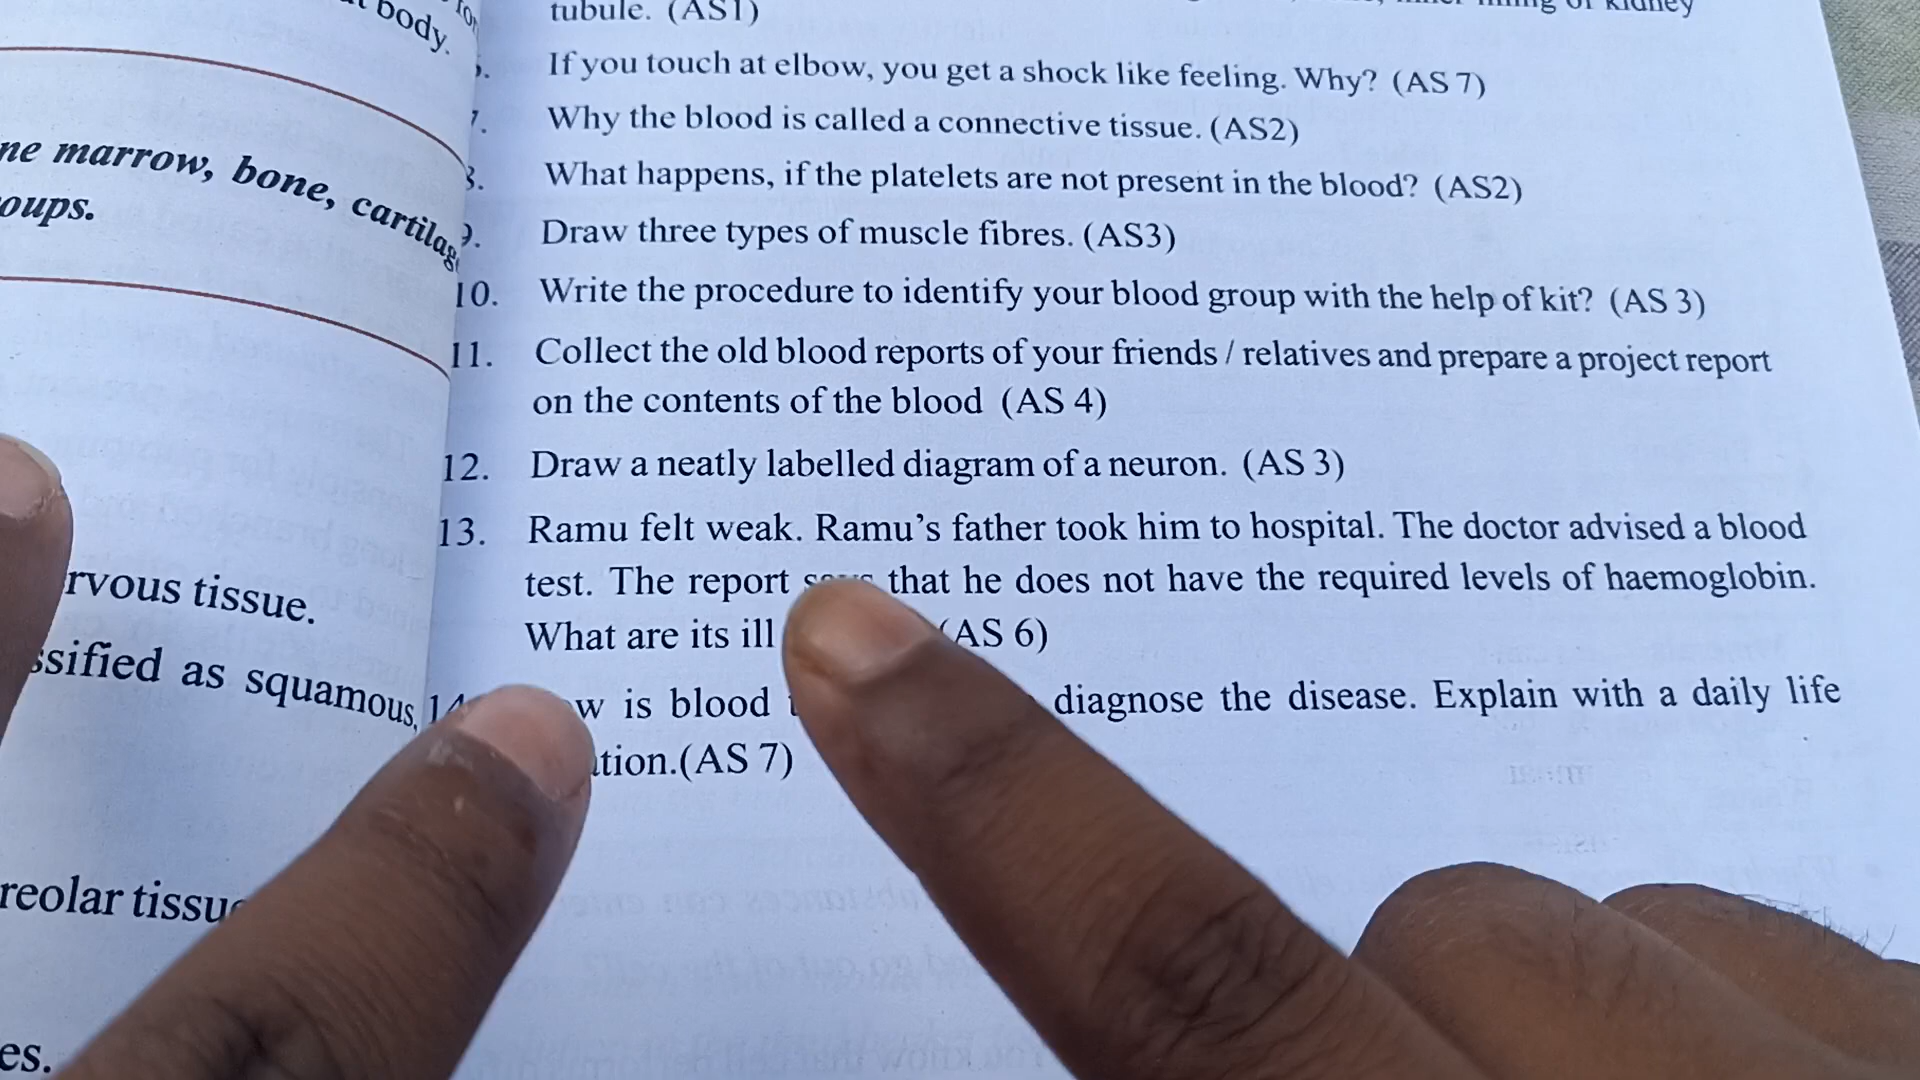 body.
ne marrow, bone, cartilag
oups.
rvous tissue.
ssified as squamous,
reolar tissu
es.
tubule. (AS1)
If you touch at elbow, you get a shock like feeling. Why? (AS 7)
7. Why the blood is called a connective tissue. (AS2)
8. What happens, if the platelets are not present in the blood? (AS2)
9. Draw three types of muscle fibres. (AS3)
10. Write the procedure to identify your blood group with the help of kit? (AS 3)
11. Collect the old blood reports of your friends / relatives and prepare a project report
on the contents of the blood (AS 4)
12. Draw a neatly labelled diagram of a neuron. (AS 3)
13. Ramu felt weak. Ramu's father took him to hospital. The doctor advised a blood
test. The report says that he does not have the required levels of haemoglobin.
What are its ill (AS 6)
14 w is blood diagnose the disease. Explain with a daily life
ation.(AS 7)